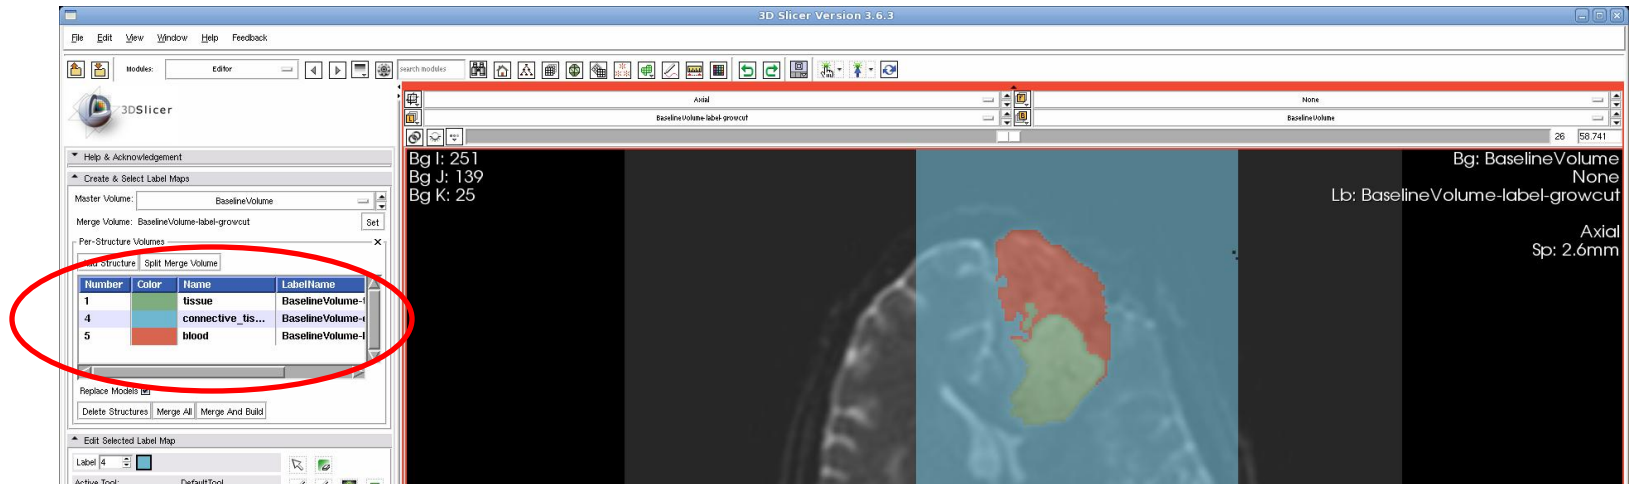 3D Slicer Version 3.6.3
File Edit View Window Help Feedback
Modules: Editor search modules
3DSlicer
Axial None
BaselineVolume-label-growcut BaselineVolume
26 58.741
Help & Acknowledgement
Create & Select Label Maps
Master Volume: BaselineVolume
Merge Volume: BaselineVolume-label-growcut Set
Per-Structure Volumes
Structure Split Merge Volume
Number Color Name LabelName
1 tissue BaselineVolume-
4 connective_tis... BaselineVolume-
5 blood BaselineVolume-
Replace Models
Delete Structures Merge All Merge And Build
Edit Selected Label Map
Label 4
Active Tool: DefaultTool
Bg I: 251
Bg J: 139
Bg K: 25
Bg: BaselineVolume
None
Lb: BaselineVolume-label-growcut
Axial
Sp: 2.6mm